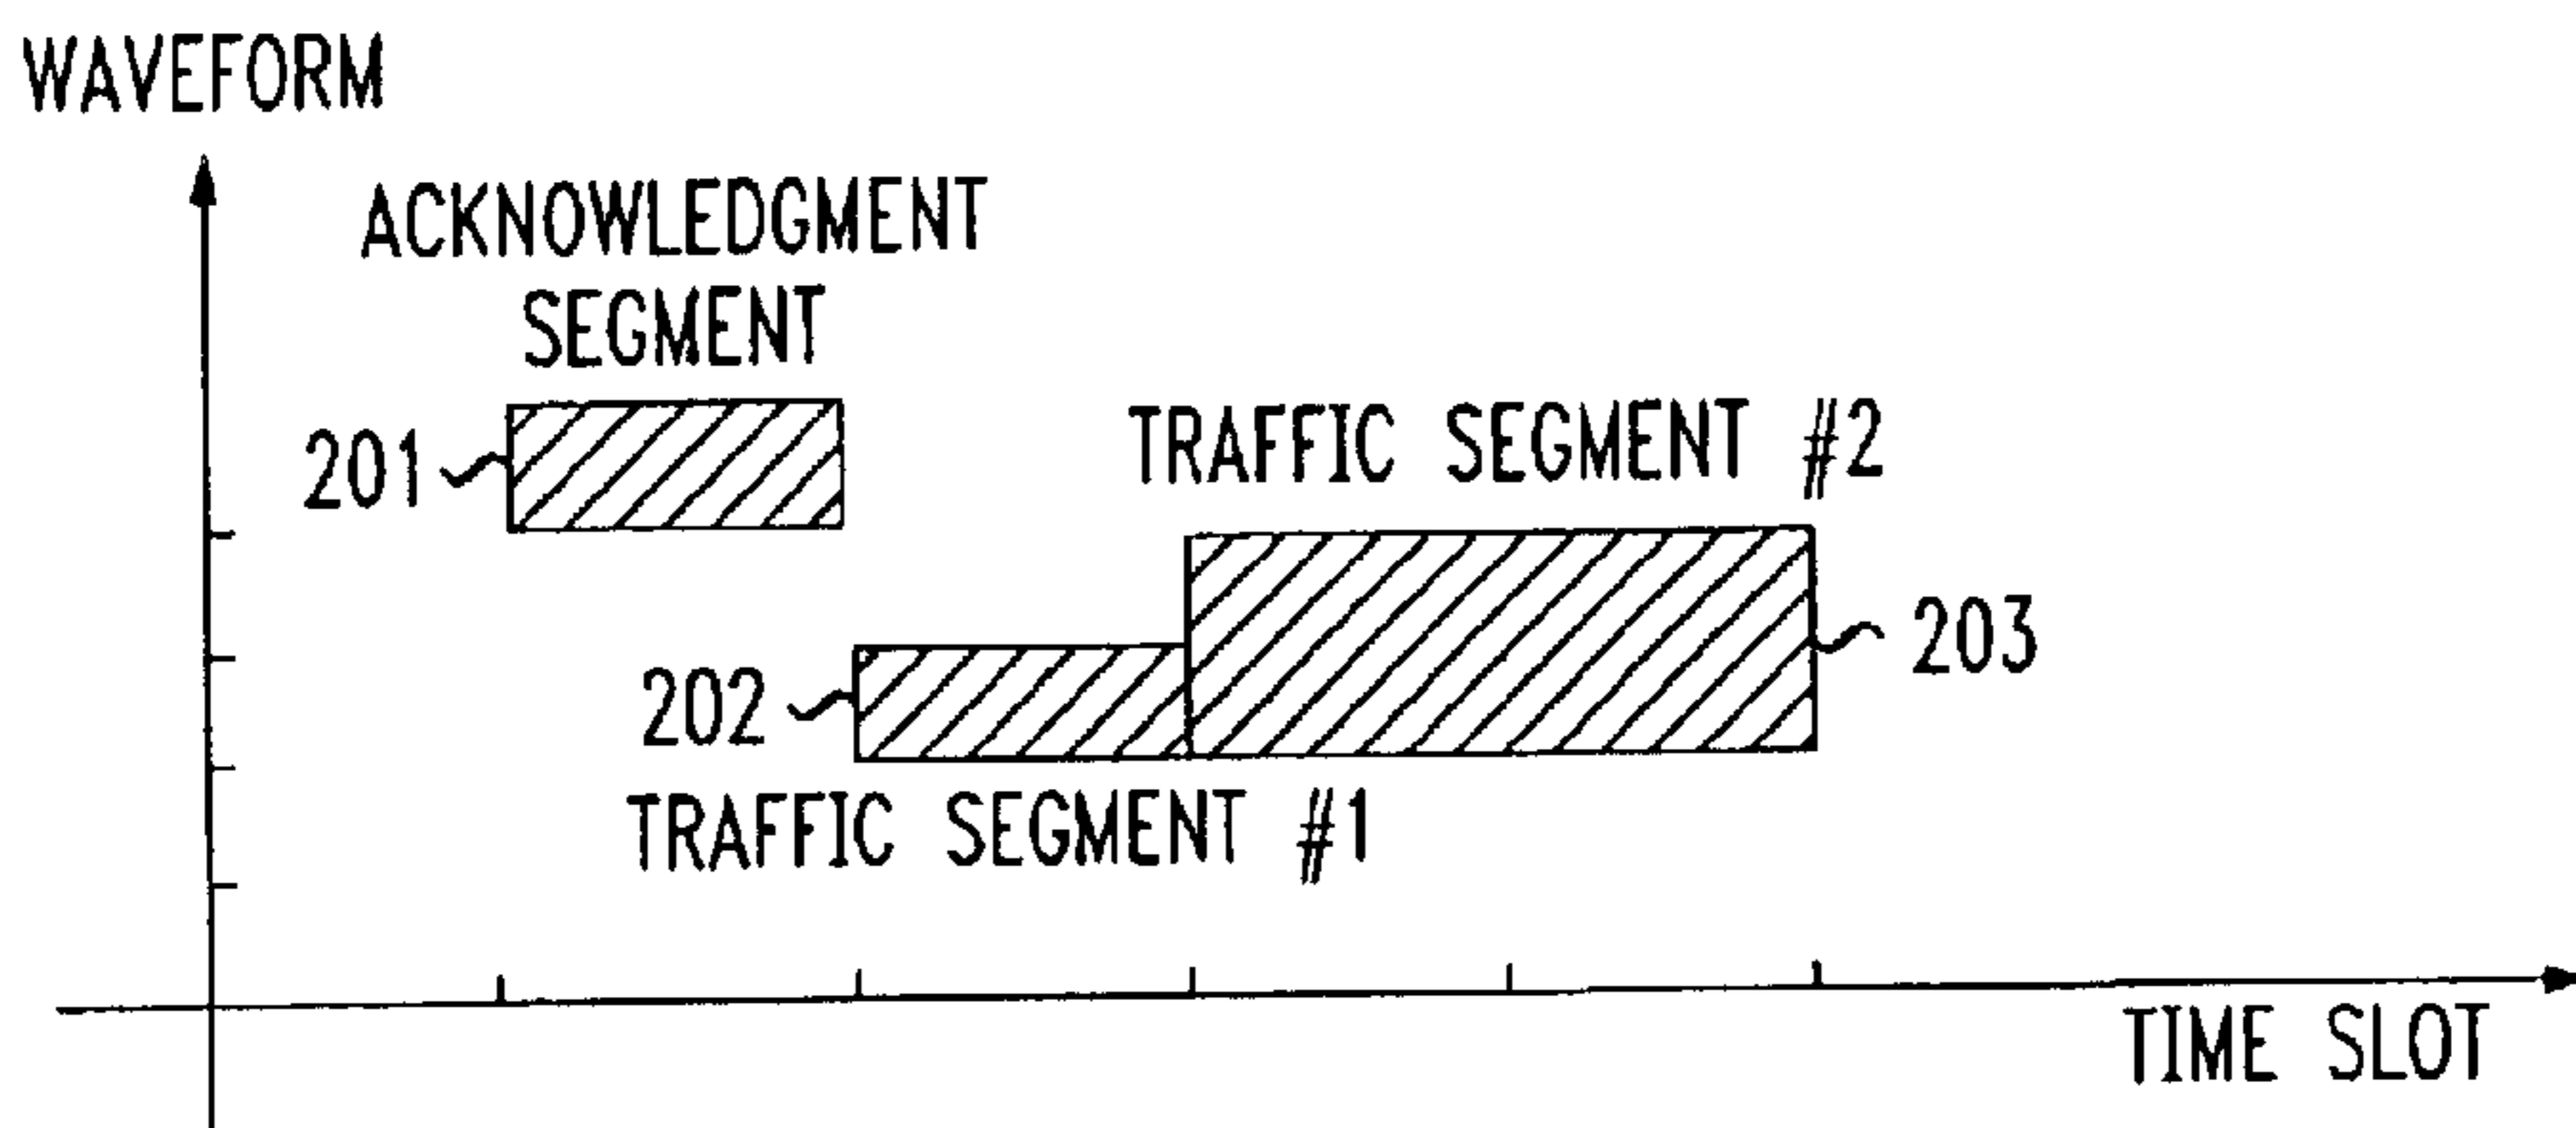 WAVEFORM
ACKNOWLEDGMENT
SEGMENT
201
TRAFFIC SEGMENT #2
202
203
TRAFFIC SEGMENT #1
TIME SLOT